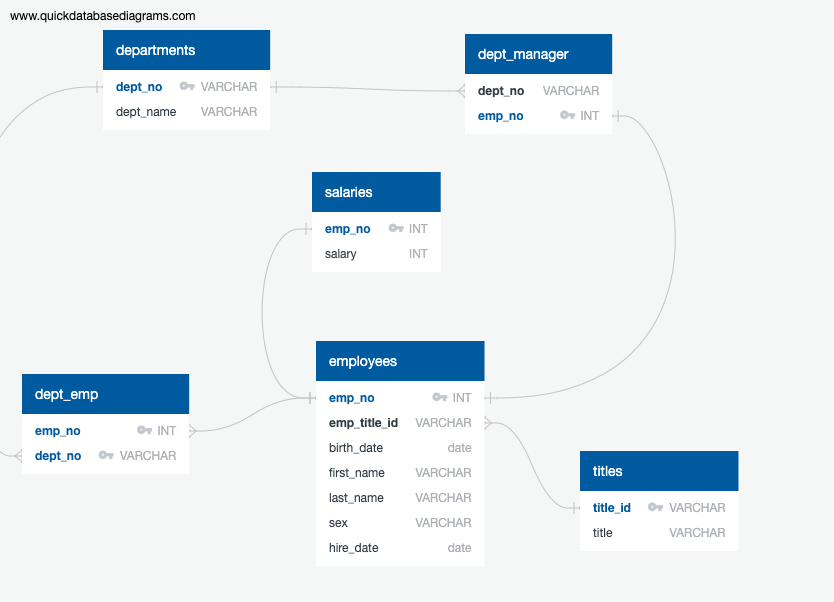 www.quickdatabasediagrams.com
departments
dept_no VARCHAR
dept_name VARCHAR
dept_manager
dept_no VARCHAR
emp_no INT
salaries
emp_no INT
salary INT
employees
emp_no INT
emp_title_id VARCHAR
birth_date date
first_name VARCHAR
last_name VARCHAR
sex VARCHAR
hire_date date
dept_emp
emp_no INT
dept_no VARCHAR
titles
title_id VARCHAR
title VARCHAR